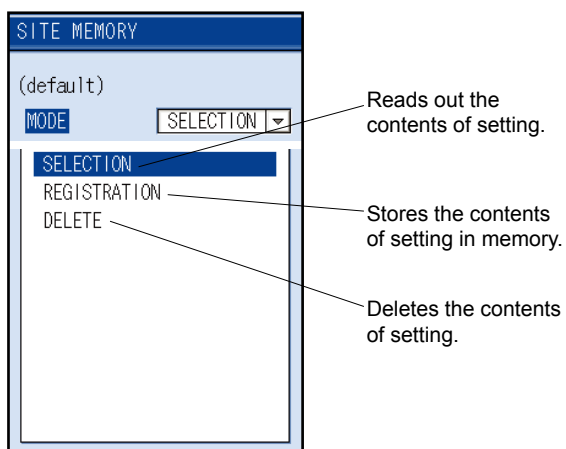 SITE MEMORY
(default)
MODE SELECTION
SELECTION
REGISTRATION
DELETE
Reads out the
contents of setting.
Stores the contents
of setting in memory.
Deletes the contents
of setting.